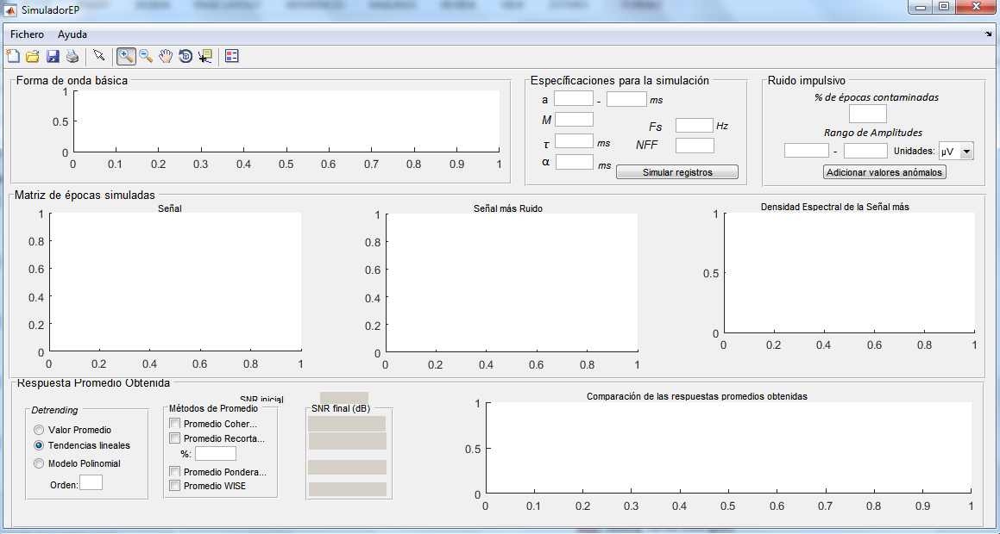 SimuladorEP
Fichero Ayuda
Forma de onda básica
1
0.5
0
0 0.1 0.2 0.3 0.4 0.5 0.6 0.7 0.8 0.9 1
Específicaciones para la simulación
a - ms
M
Fs Hz
τ ms
NFF
α ms
Simular registros
Ruido impulsivo
% de épocas contaminadas
Rango de Amplitudes
- Unidades: µV
Adicionar valores anómalos
Matriz de épocas simuladas
Señal
1
0.8
0.6
0.4
0.2
0
0 0.2 0.4 0.6 0.8 1
Señal más Ruido
1
0.8
0.6
0.4
0.2
0
0 0.2 0.4 0.6 0.8 1
Densidad Espectral de la Señal más
1
0.5
0
0 0.2 0.4 0.6 0.8 1
Respuesta Promedio Obtenida
SNR inicial
Detrending
Valor Promedio
Tendencias lineales
Modelo Polinomial
Orden:
Métodos de Promedio
Promedio Coher...
Promedio Recorta...
%:
Promedio Pondera...
Promedio WISE
SNR final (dB)
Comparación de las respuestas promedios obtenidas
1
0.5
0
0 0.1 0.2 0.3 0.4 0.5 0.6 0.7 0.8 0.9 1